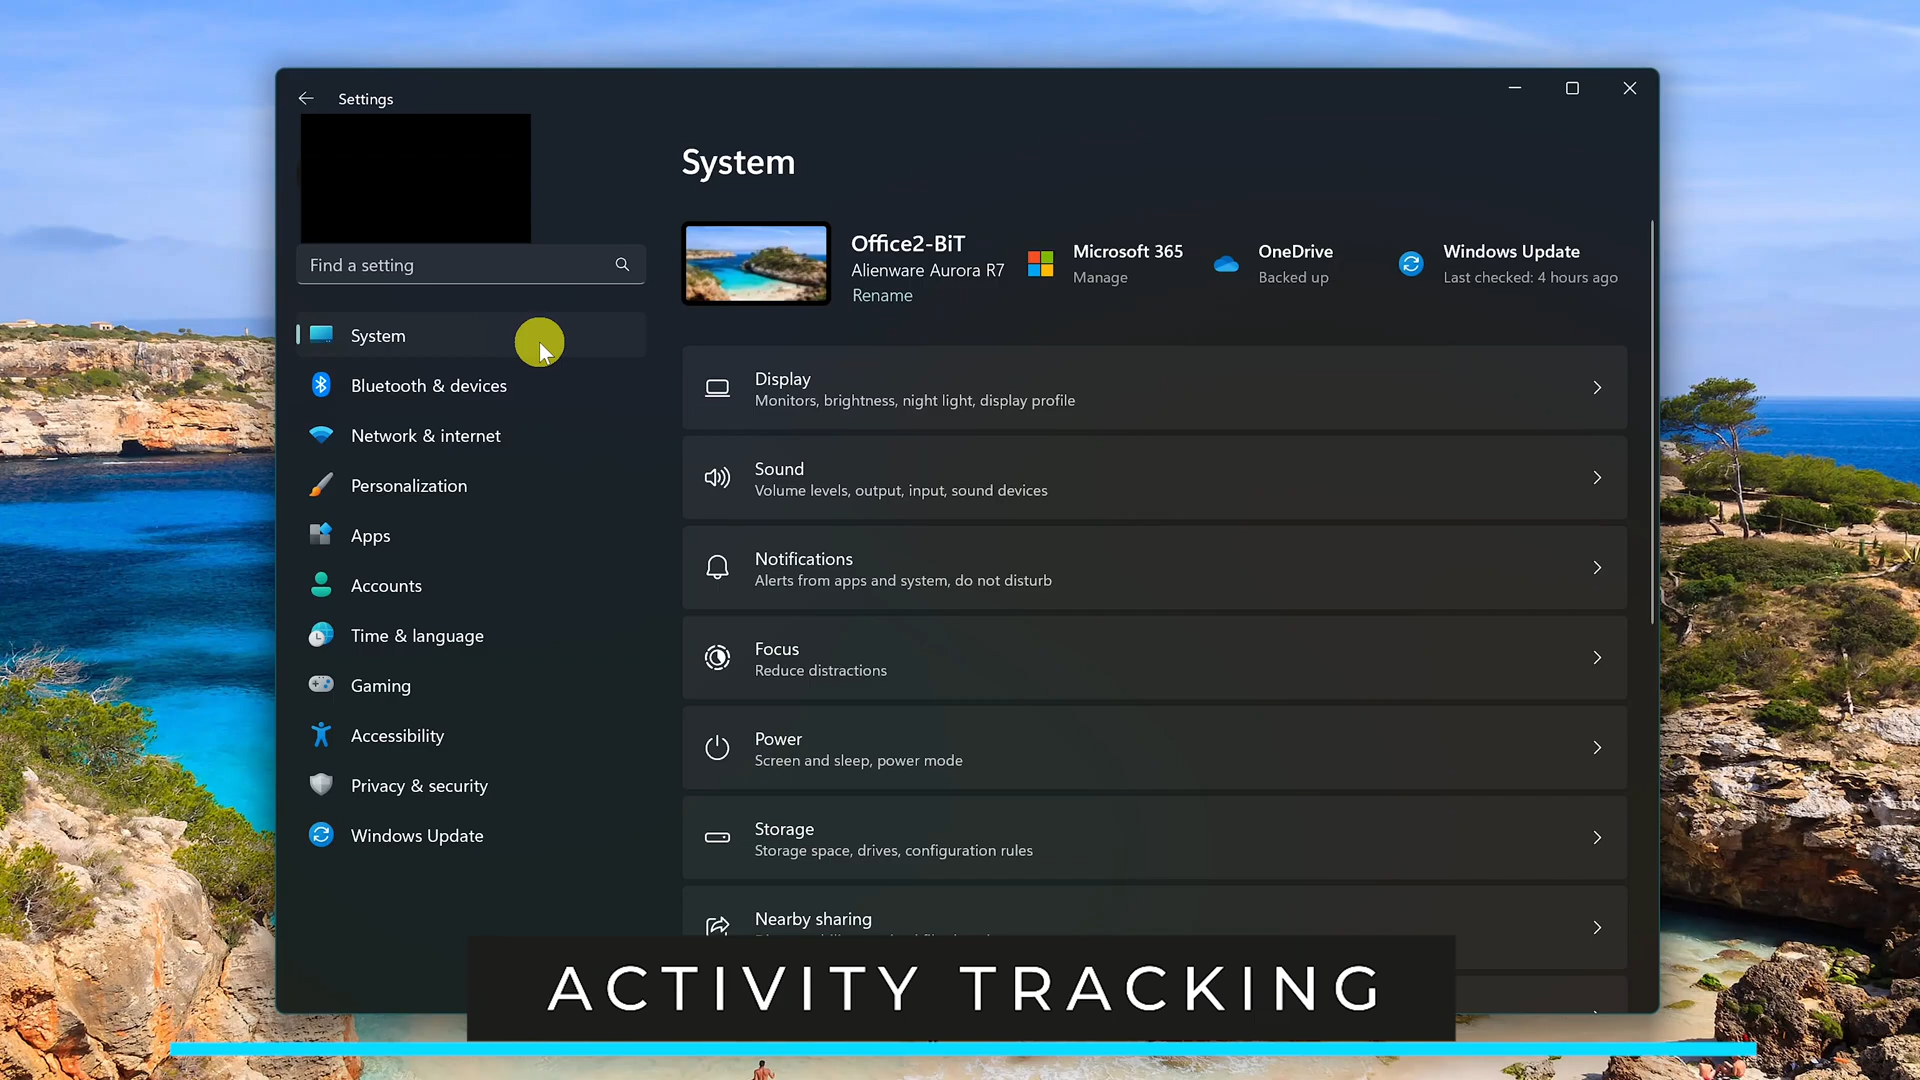 Settings
Find a setting
System
Bluetooth & devices
Network & internet
Personalization
Apps
Accounts
Time & language
Gaming
Accessibility
Privacy & security
Windows Update
System
Office2-BiT
Alienware Aurora R7
Rename
Microsoft 365
Manage
OneDrive
Backed up
Windows Update
Last checked: 4 hours ago
Display
Monitors, brightness, night light, display profile
Sound
Volume levels, output, input, sound devices
Notifications
Alerts from apps and system, do not disturb
Focus
Reduce distractions
Power
Screen and sleep, power mode
Storage
Storage space, drives, configuration rules
Nearby sharing
ACTIVITY TRACKING